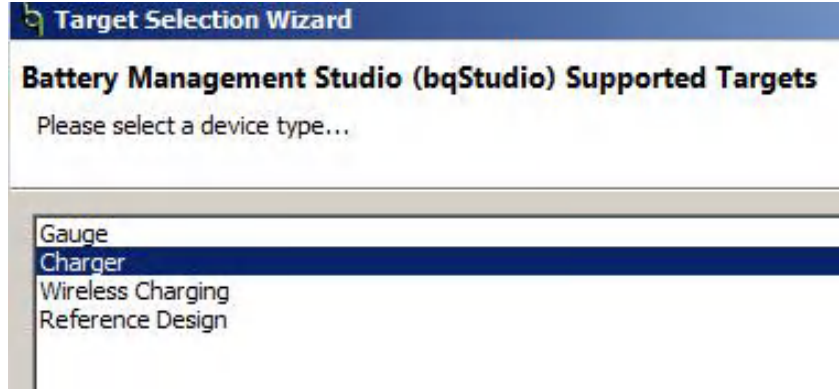 Target Selection Wizard
Battery Management Studio (bqStudio) Supported Targets
Please select a device type...
Gauge
Charger
Wireless Charging
Reference Design